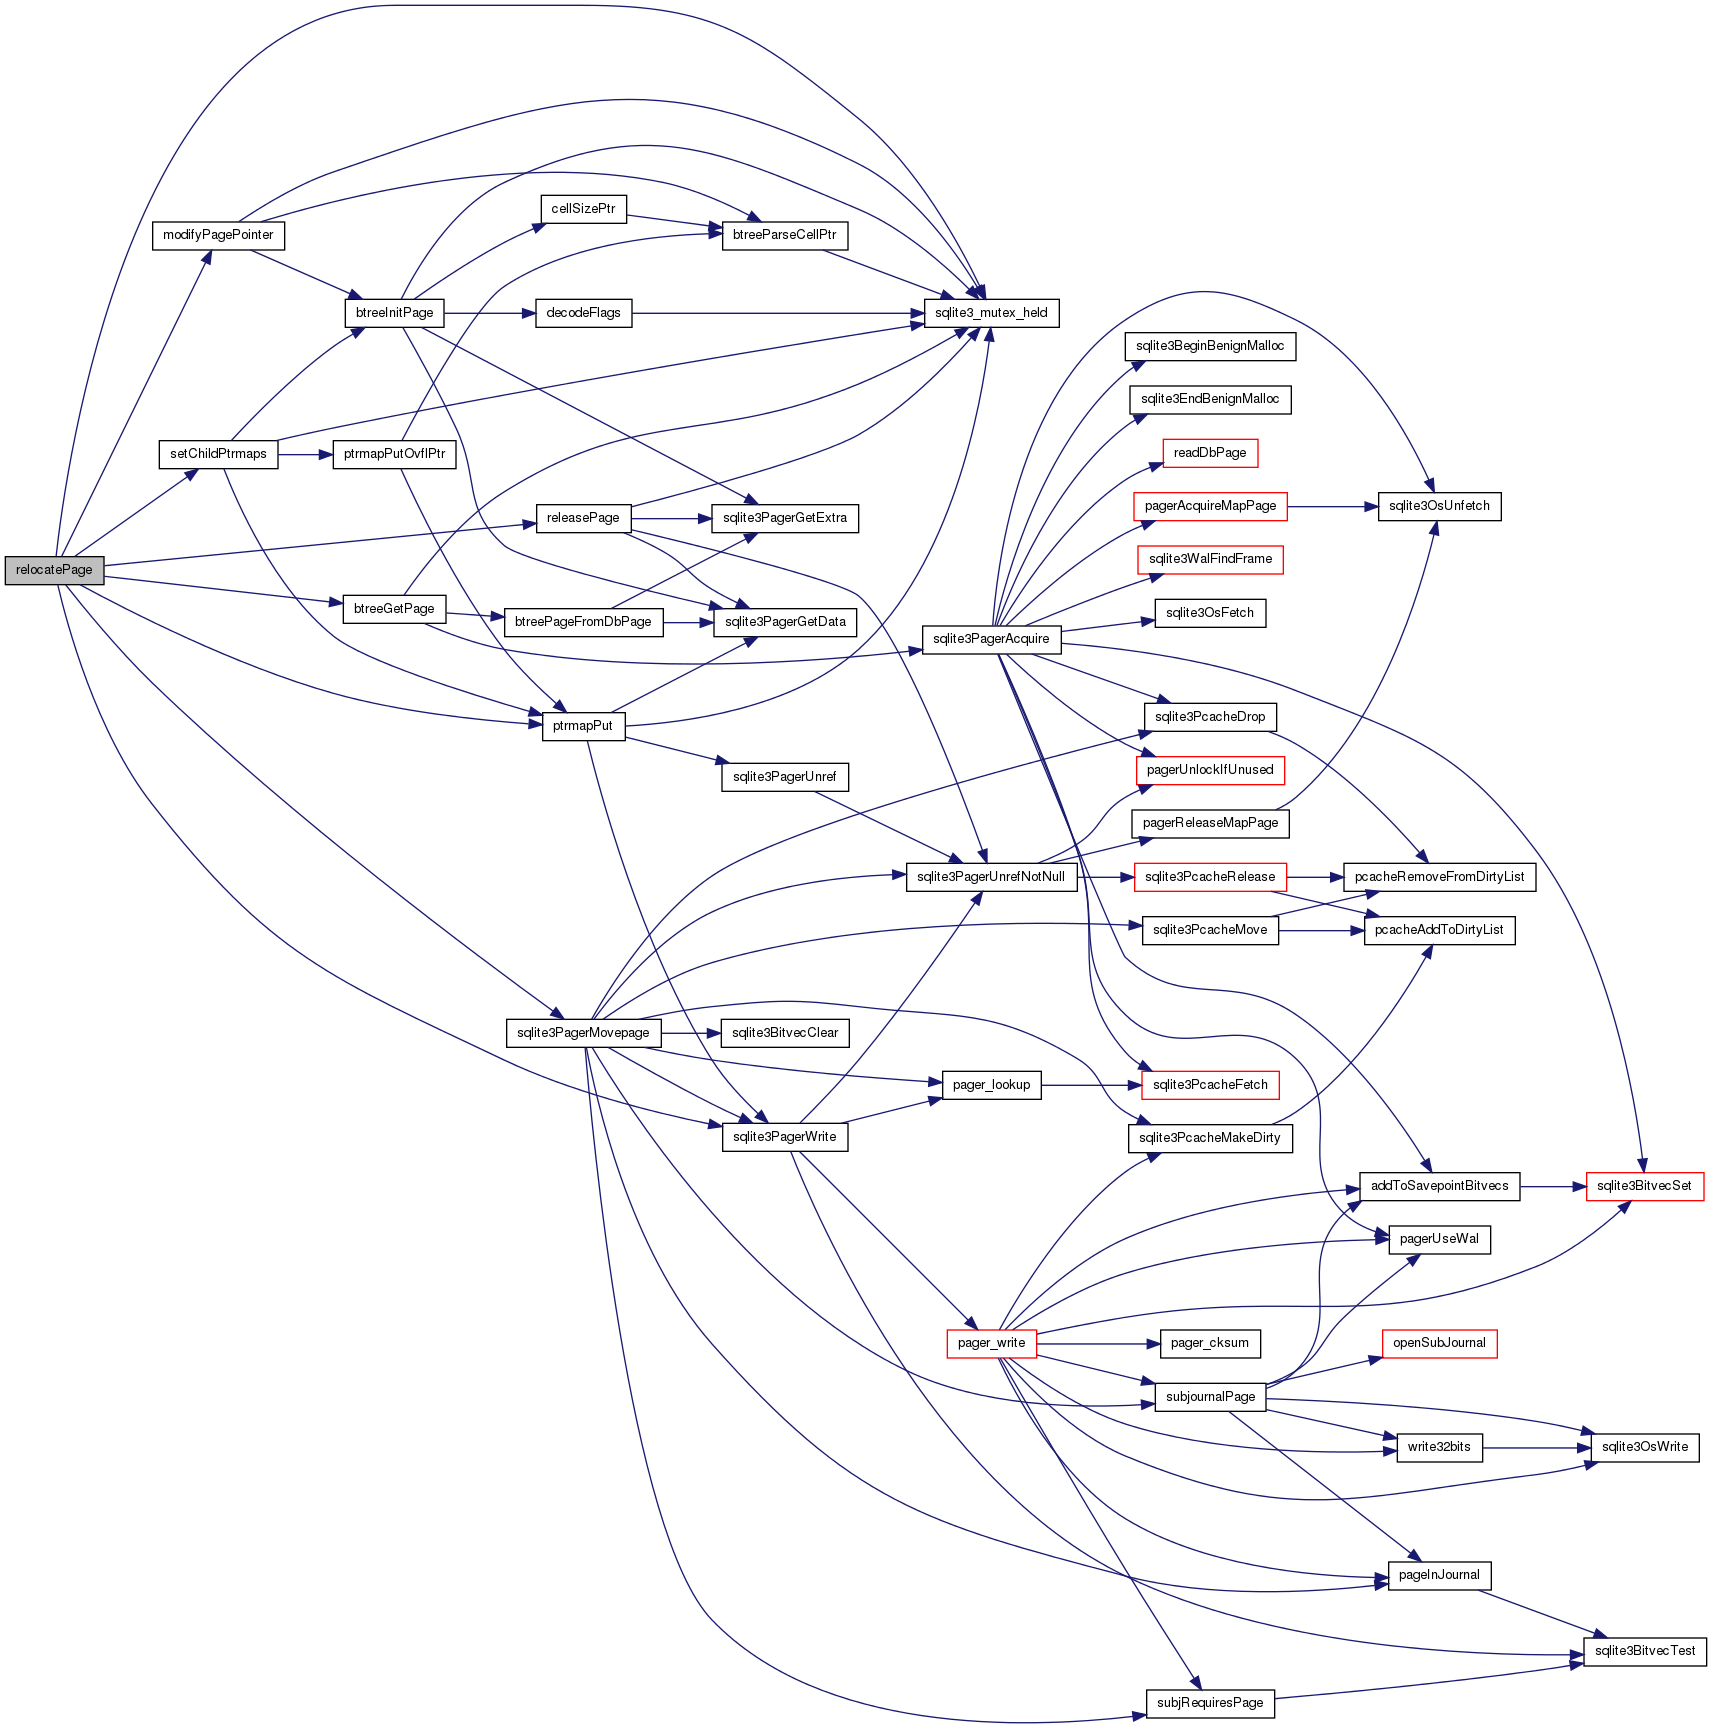 relocatePage
modifyPagePointer
setChildPtrmaps
btreeInitPage
ptrmapPutOvflPtr
btreeGetPage
cellSizePtr
decodeFlags
releasePage
btreePageFromDbPage
ptrmapPut
sqlite3PagerMovepage
btreeParseCellPtr
sqlite3PagerGetExtra
sqlite3PagerGetData
sqlite3PagerUnref
sqlite3BitvecClear
sqlite3PagerWrite
sqlite3_mutex_held
sqlite3PagerAcquire
sqlite3PagerUnrefNotNull
pager_lookup
pager_write
sqlite3BeginBenignMalloc
sqlite3EndBenignMalloc
readDbPage
pagerAcquireMapPage
sqlite3WalFindFrame
sqlite3OsFetch
sqlite3PcacheDrop
pagerUnlockIfUnused
pagerReleaseMapPage
sqlite3PcacheRelease
sqlite3PcacheMove
sqlite3PcacheFetch
sqlite3PcacheMakeDirty
pager_cksum
subjournalPage
subjRequiresPage
sqlite3OsUnfetch
pcacheRemoveFromDirtyList
pcacheAddToDirtyList
addToSavepointBitvecs
pagerUseWal
openSubJournal
write32bits
pageInJournal
sqlite3BitvecSet
sqlite3OsWrite
sqlite3BitvecTest